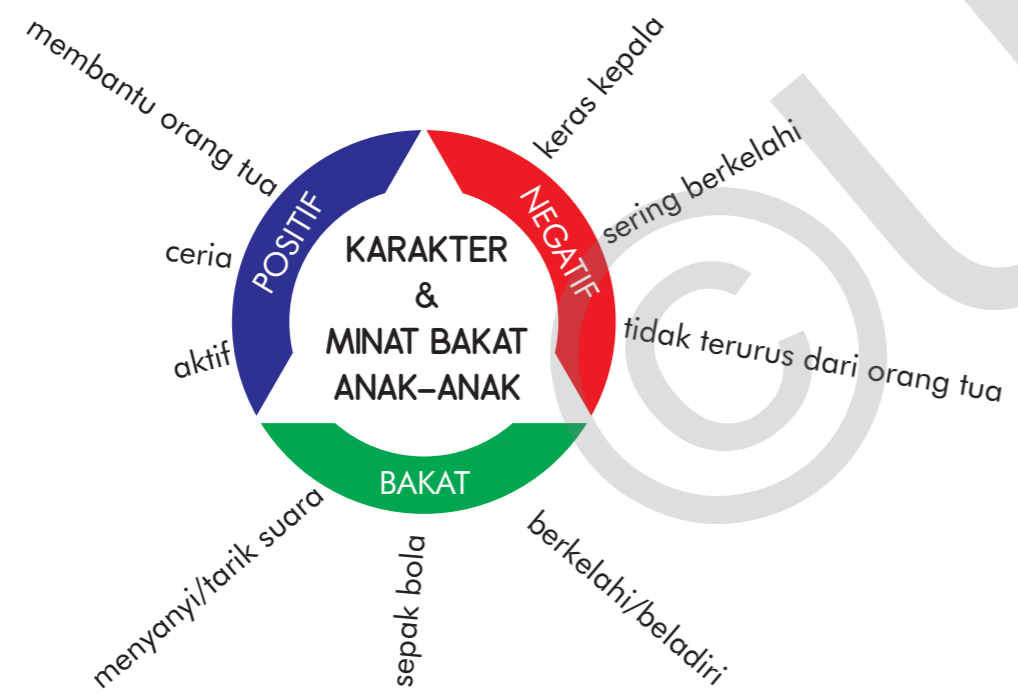 membantu orang tua
ceria
aktif
POSITIF
keras kepala
sering berkelahi
tidak terurus dari orang tua
NEGATIF
KARAKTER
&
MINAT BAKAT
ANAK–ANAK
BAKAT
menyanyi/tarik suara
sepak bola
berkelahi/beladiri
©U